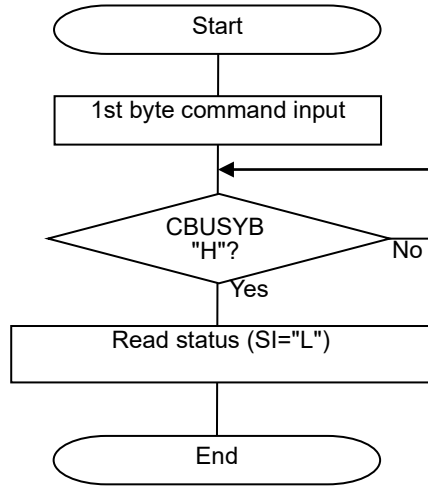 Start
1st byte command input
CBUSYB
"H"?
No
Yes
Read status (SI="L")
End